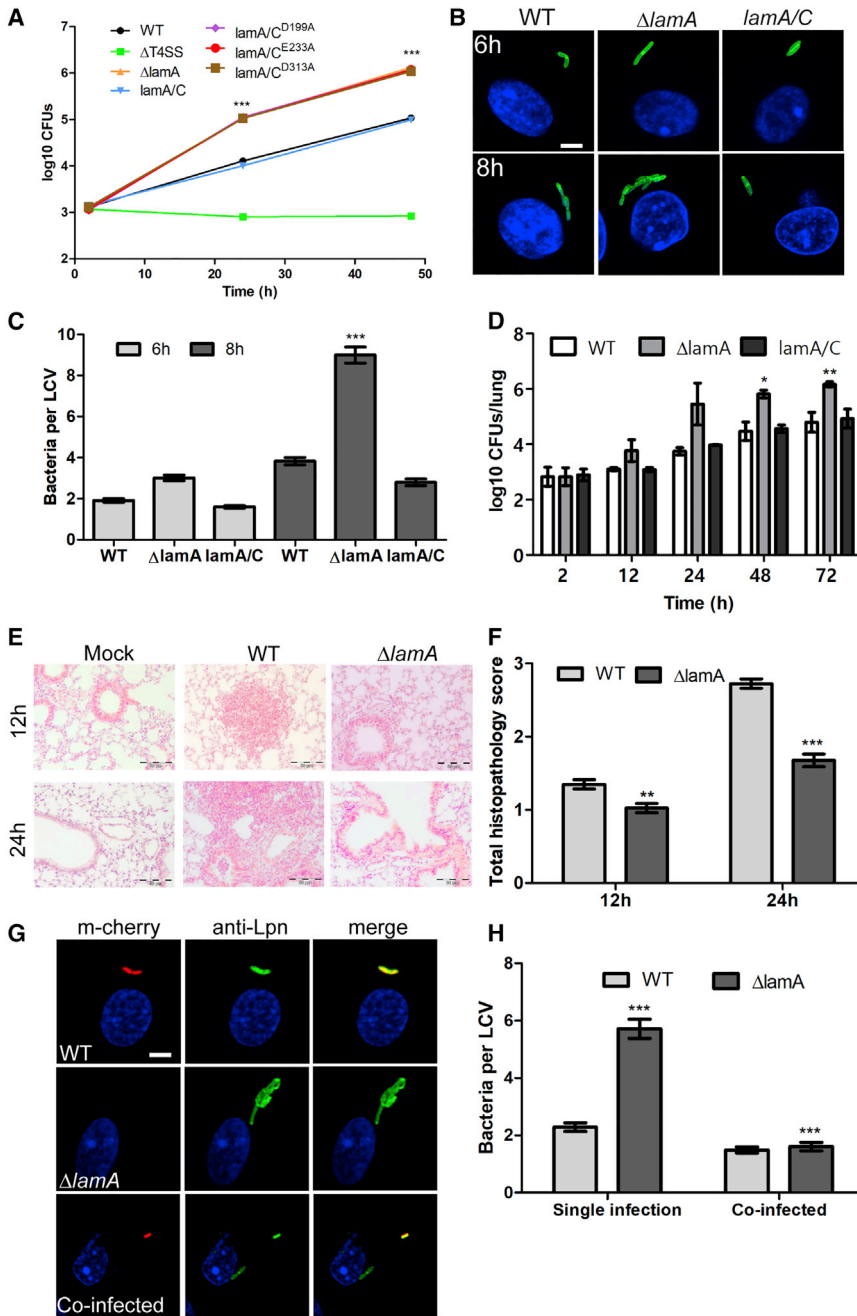 A
WT
ΔT4SS
ΔlamA
lamA/C
lamA/C^D199A
lamA/C^E233A
lamA/C^D313A
***
***
log10 CFUs
7
6
5
4
3
2
0 10 20 30 40 50
Time (h)
B
WT ΔlamA lamA/C
6h
8h
C
6h 8h
***
Bacteria per LCV
10
8
6
4
2
0
WT ΔlamA lamA/C WT ΔlamA lamA/C
D
WT ΔlamA lamA/C
* **
log10 CFUs/lung
10
8
6
4
2
0
2 12 24 48 72
Time (h)
E
Mock WT ΔlamA
12h
24h
F
WT ΔlamA
** ***
Total histopathology score
3
2
1
0
12h 24h
G
m-cherry anti-Lpn merge
WT
ΔlamA
Co-infected
H
WT ΔlamA
*** ***
Bacteria per LCV
8
6
4
2
0
Single infection Co-infected